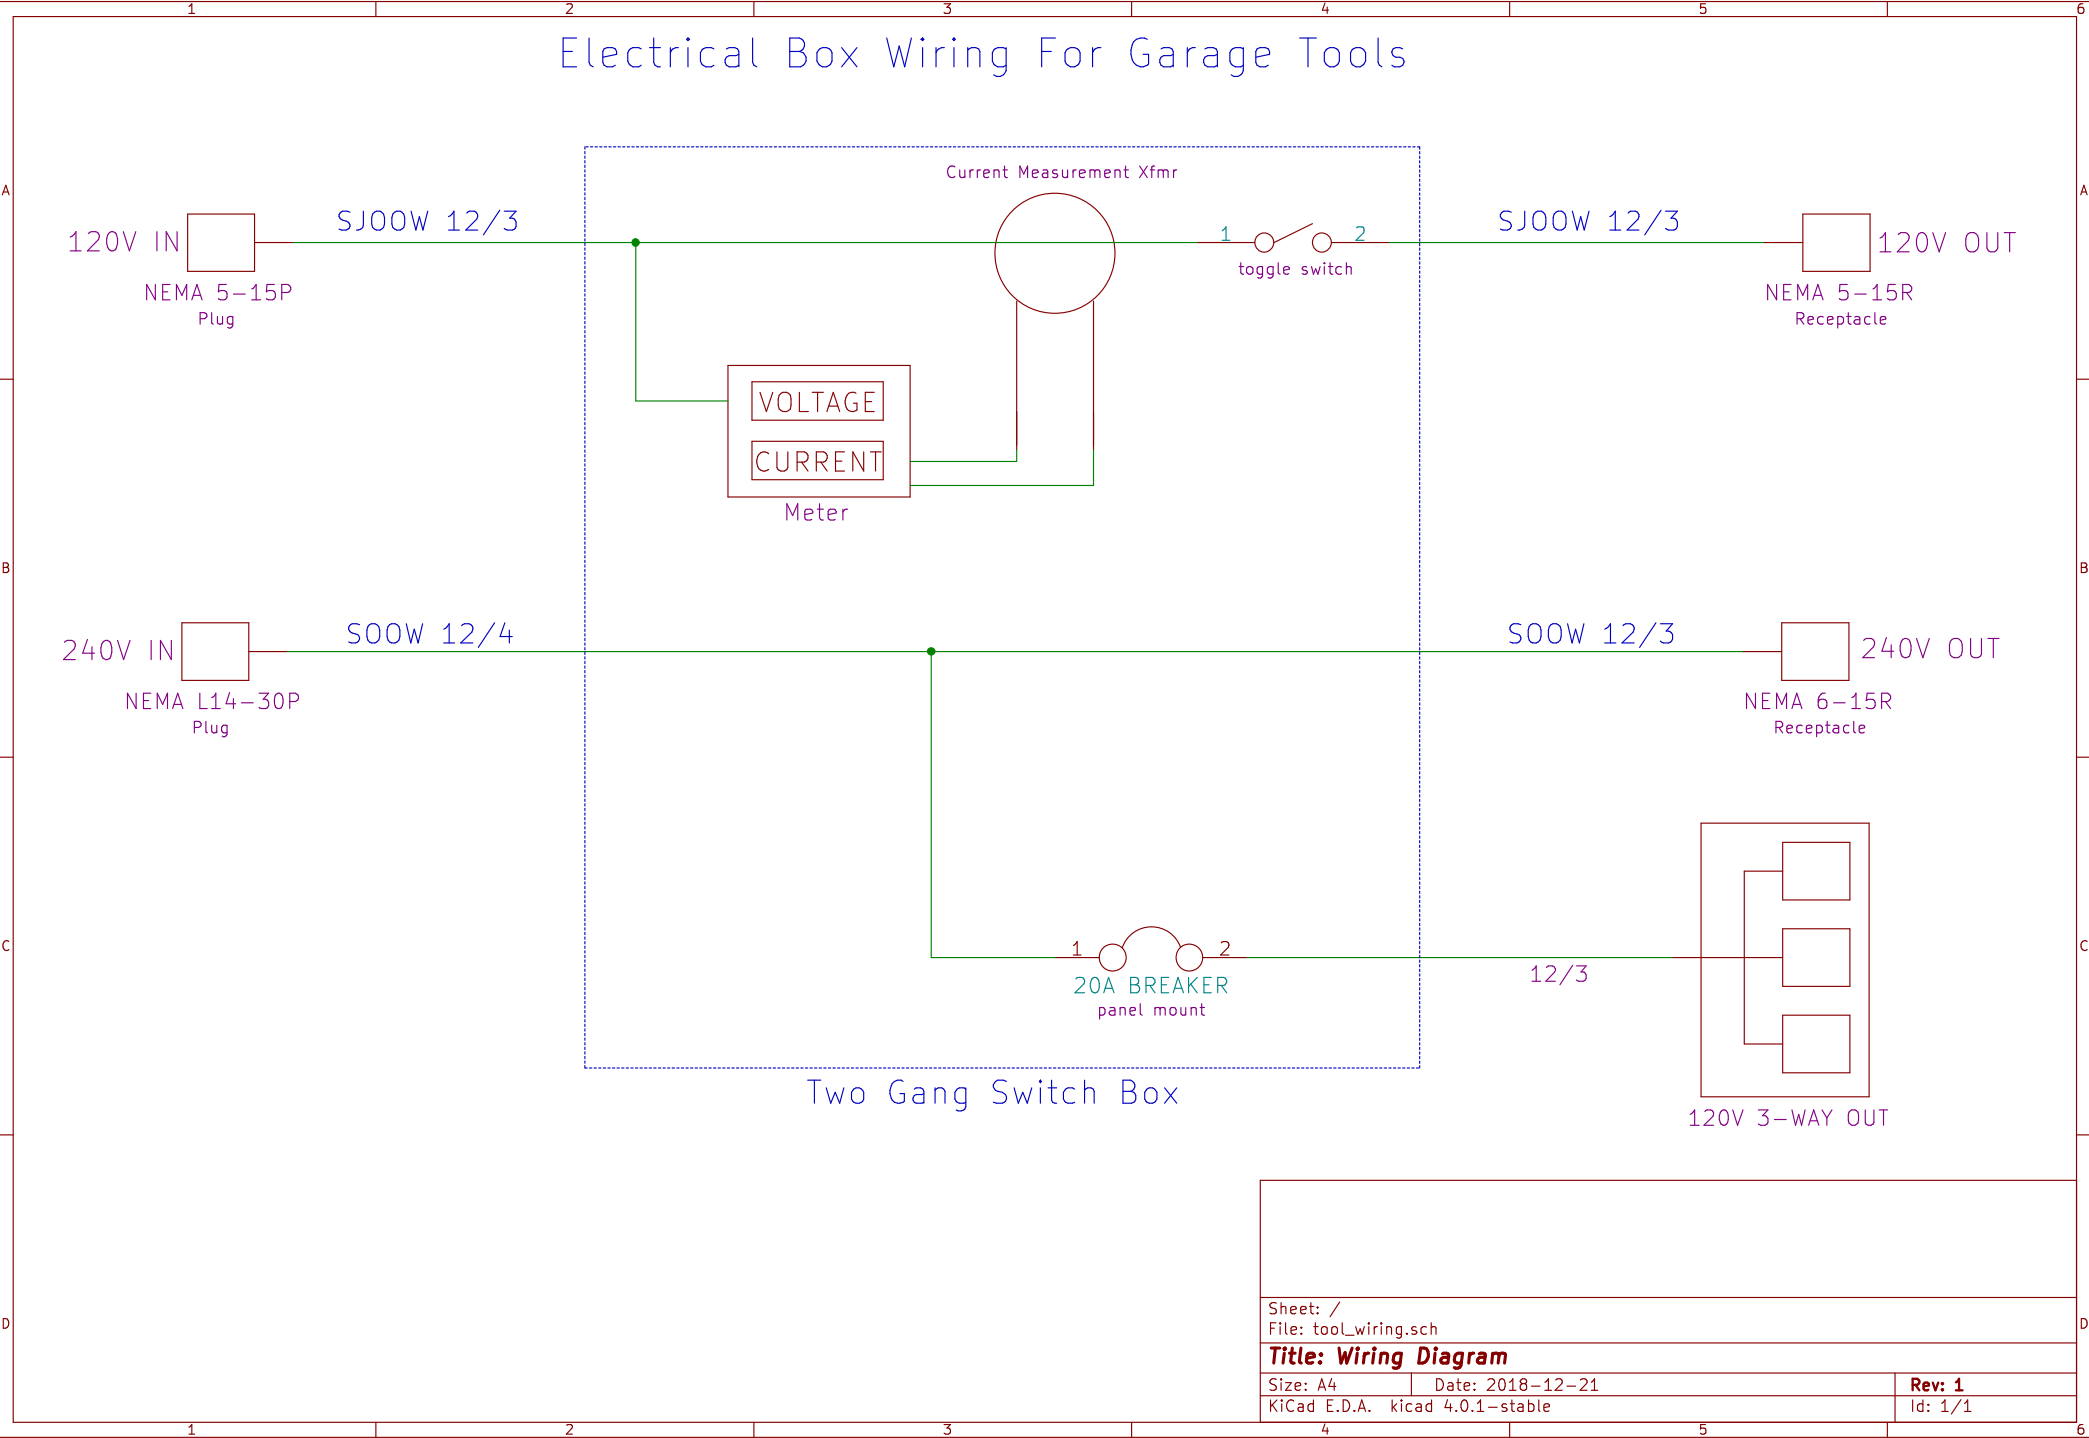 1 2 3 4 5 6
Electrical Box Wiring For Garage Tools
Current Measurement Xfmr
A A
SJOOW 12/3 1 2 SJOOW 12/3
120V IN 120V OUT
toggle switch
NEMA 5-15P NEMA 5-15R
Plug Receptacle
VOLTAGE
CURRENT
Meter
B B
SOOW 12/4 SOOW 12/3
240V IN 240V OUT
NEMA L14-30P NEMA 6-15R
Plug Receptacle
C C
1 2
12/3
20A BREAKER
panel mount
Two Gang Switch Box
120V 3-WAY OUT
Sheet: /
File: tool_wiring.sch
D D
Title: Wiring Diagram
Size: A4 Date: 2018-12-21 Rev: 1
KiCad E.D.A. kicad 4.0.1-stable Id: 1/1
1 2 3 4 5 6